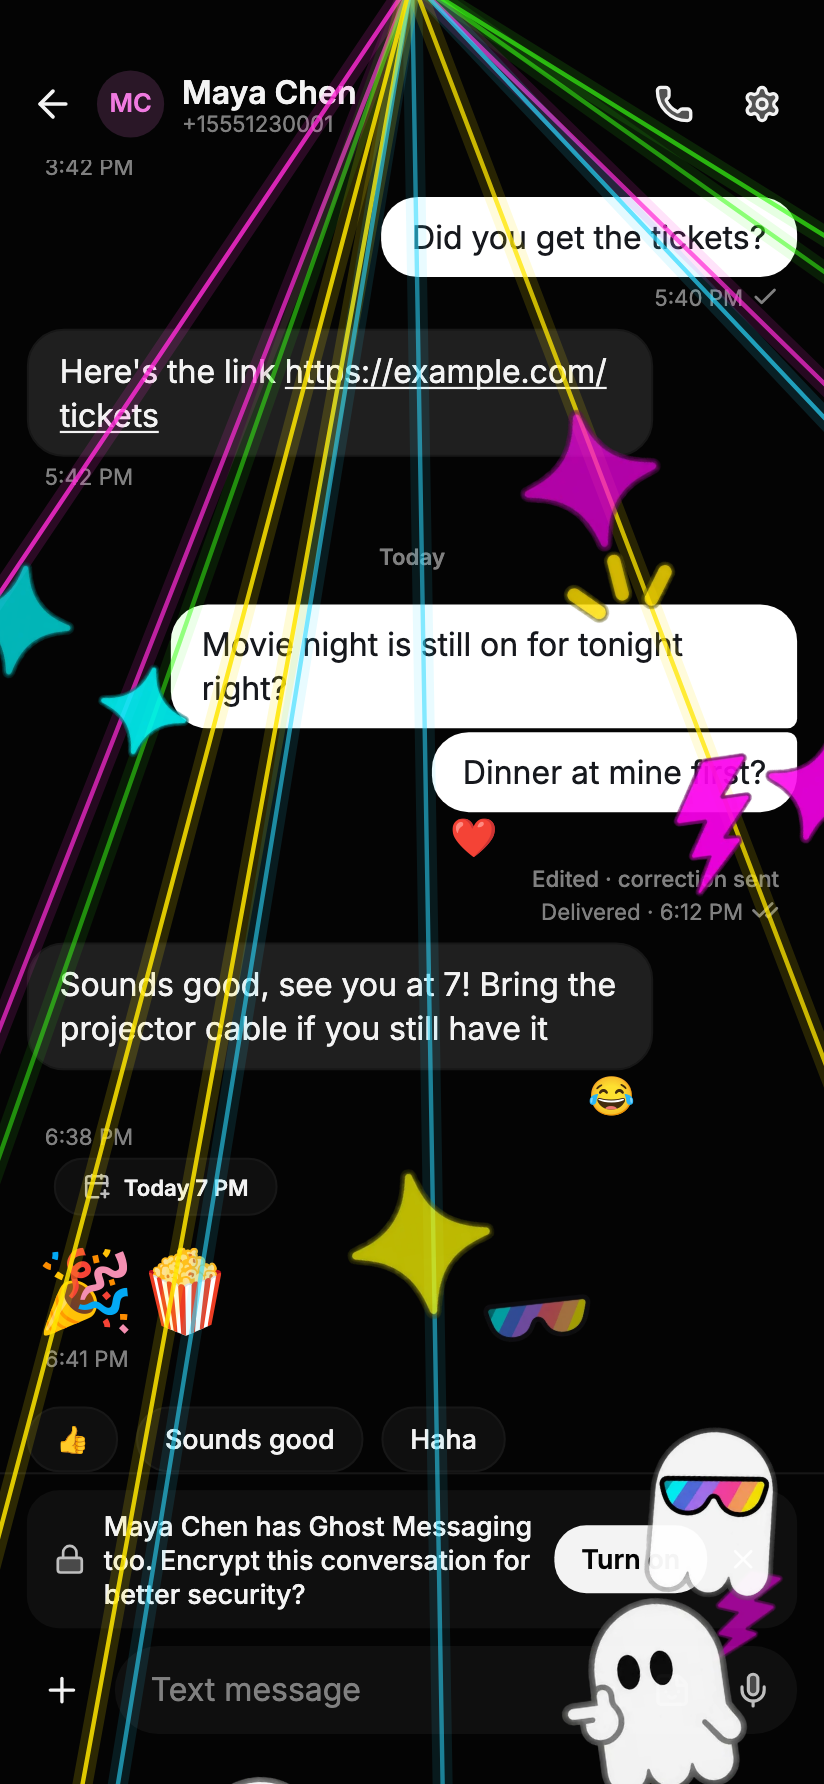 MC
Maya Chen
+15551230001
3:42 PM
Did you get the tickets?
5:40 PM
Here's the link https://example.com/
tickets
5:42 PM
Today
Movie night is still on for tonight
right?
Dinner at mine first?
Edited · correction sent
Delivered · 6:12 PM
Sounds good, see you at 7! Bring the
projector cable if you still have it
6:38 PM
Today 7 PM
6:41 PM
Sounds good
Haha
Maya Chen has Ghost Messaging
too. Encrypt this conversation for
better security?
Turn on
Text message